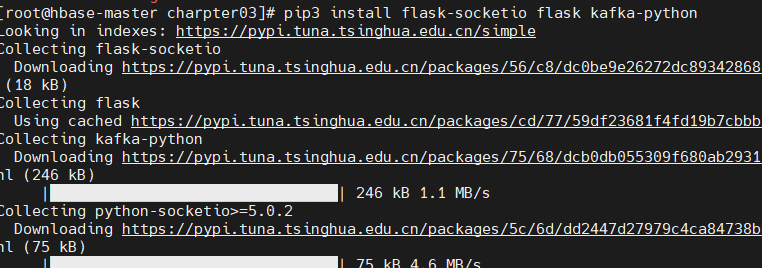 [root@hbase-master charpter03]# pip3 install flask-socketio flask kafka-python
Looking in indexes: https://pypi.tuna.tsinghua.edu.cn/simple
Collecting flask-socketio
Downloading https://pypi.tuna.tsinghua.edu.cn/packages/56/c8/dc0be9e26272dc89342868
(18 kB)
Collecting flask
Using cached https://pypi.tuna.tsinghua.edu.cn/packages/cd/77/59df23681f4fd19b7cbbb
Collecting kafka-python
Downloading https://pypi.tuna.tsinghua.edu.cn/packages/75/68/dcb0db055309f680ab2931
hl (246 kB)
|████████████████████████████████| 246 kB 1.1 MB/s
Collecting python-socketio>=5.0.2
Downloading https://pypi.tuna.tsinghua.edu.cn/packages/5c/6d/dd2447d27979c4ca84738b
hl (75 kB)
|████████████████████████████████| 75 kB 4.6 MB/s